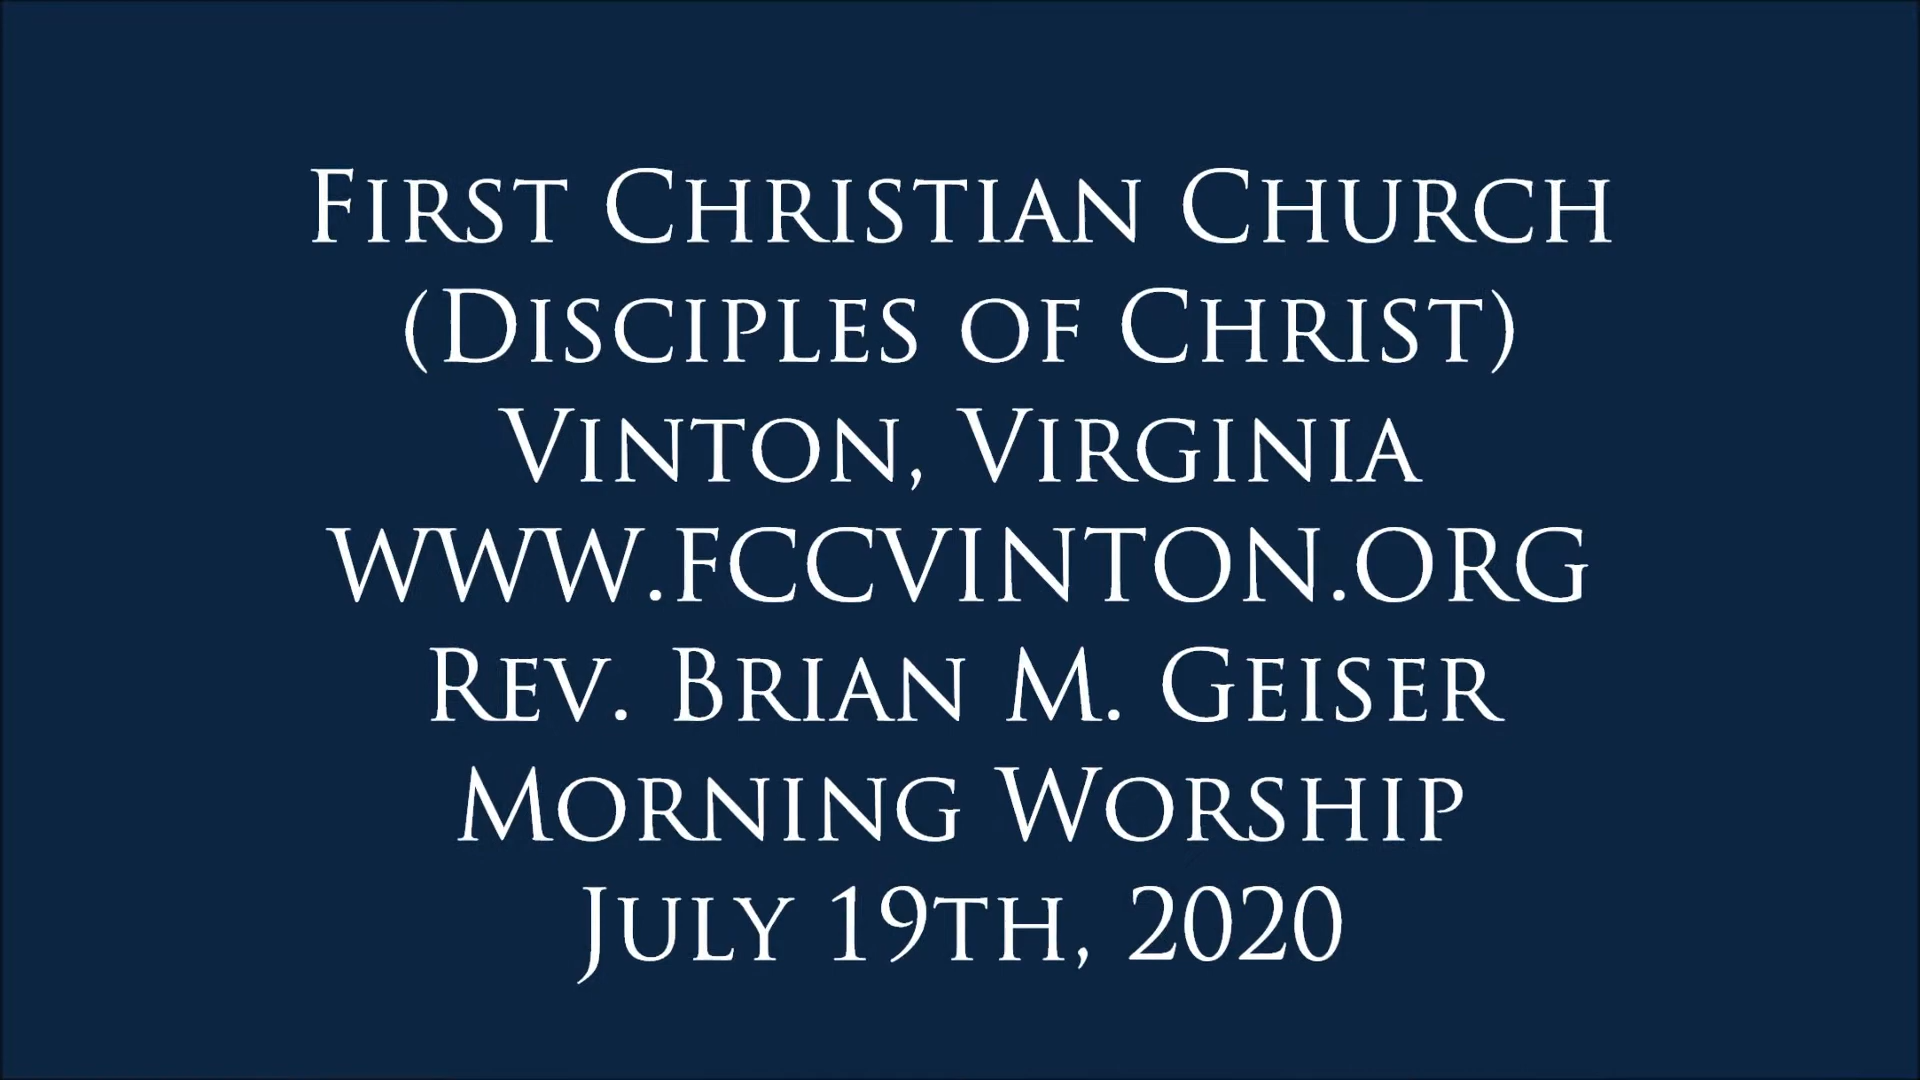 First Christian Church
(Disciples of Christ)
Vinton, Virginia
WWW.FCCVINTON.ORG
Rev. Brian M. Geiser
Morning Worship
July 19th, 2020